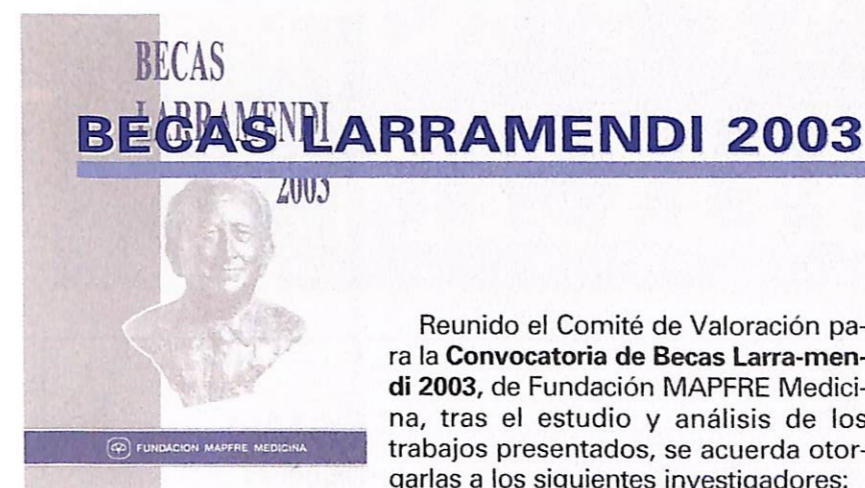 BECAS
LARRAMENDI
2003
BECAS LARRAMENDI 2003
FUNDACION MAPFRE MEDICINA
Reunido el Comité de Valoración pa-
ra la Convocatoria de Becas Larra-men-
di 2003, de Fundación MAPFRE Medici-
na, tras el estudio y análisis de los
trabajos presentados, se acuerda otor-
garlas a los siguientes investigadores: